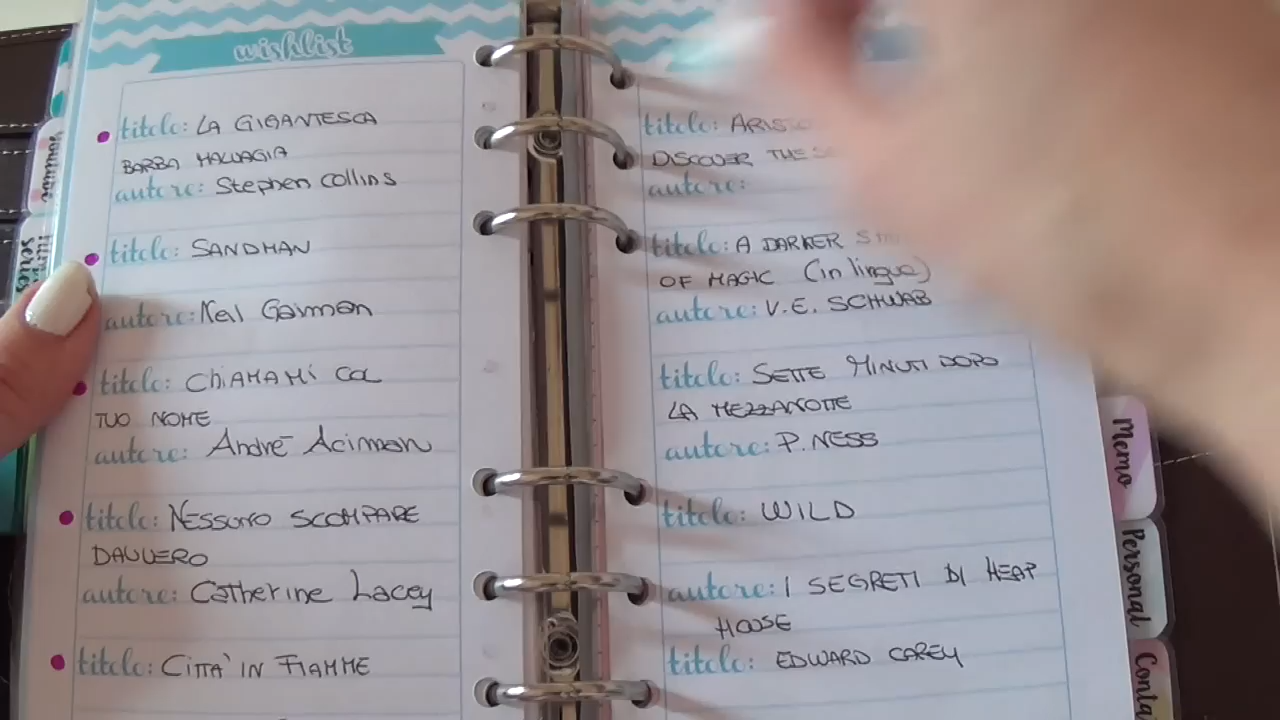 wishlist
titolo: LA GIGANTESCA
BARBA MALVAGIA
autore: Stephen Collins
titolo: SANDMAN
autore: Neil Gaiman
titolo: CHiAMAMi COL
TUO NOME
autore: André Aciman
titolo: NESSUNO SCOMPARE
DAVVERO
autore: Catherine Lacey
titolo: CITTA' IN FIAMME
titolo:
DISCOVER THE
autore:
titolo: A DARKER
OF MAGIC (in lingua)
autore: V.E. SCHWAB
titolo: SETTE MINUTI DOPO
LA MEZZANOTTE
autore: P. NESS
titolo: WILD
autore: I SEGRETI DI HEAP
HOUSE
titolo: EDWARD CAREY
Memo
Personal
Conta